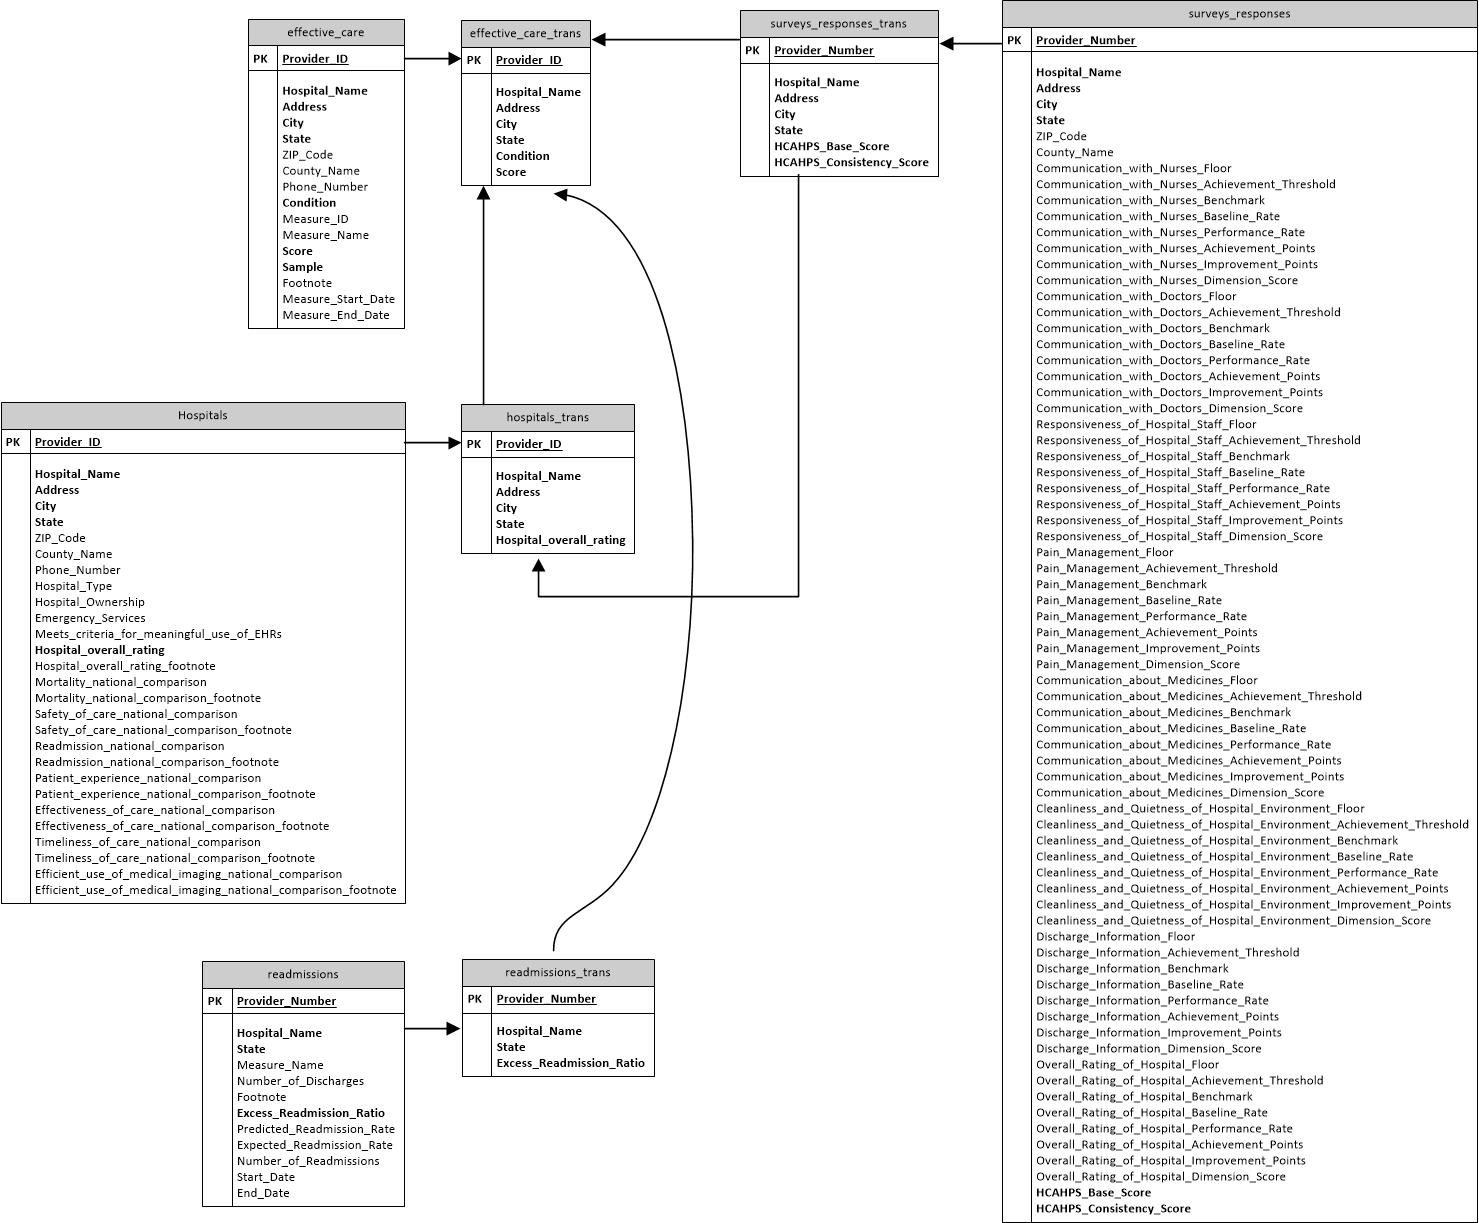 effective_care
PK Provider_ID
Hospital_Name
Address
City
State
ZIP_Code
County_Name
Phone_Number
Condition
Measure_ID
Measure_Name
Score
Sample
Footnote
Measure_Start_Date
Measure_End_Date
effective_care_trans
PK Provider_ID
Hospital_Name
Address
City
State
Condition
Score
surveys_responses_trans
PK Provider_Number
Hospital_Name
Address
City
State
HCAHPS_Base_Score
HCAHPS_Consistency_Score
surveys_responses
PK Provider_Number
Hospital_Name
Address
City
State
ZIP_Code
County_Name
Communication_with_Nurses_Floor
Communication_with_Nurses_Achievement_Threshold
Communication_with_Nurses_Benchmark
Communication_with_Nurses_Baseline_Rate
Communication_with_Nurses_Performance_Rate
Communication_with_Nurses_Achievement_Points
Communication_with_Nurses_Improvement_Points
Communication_with_Nurses_Dimension_Score
Communication_with_Doctors_Floor
Communication_with_Doctors_Achievement_Threshold
Communication_with_Doctors_Benchmark
Communication_with_Doctors_Baseline_Rate
Communication_with_Doctors_Performance_Rate
Communication_with_Doctors_Achievement_Points
Communication_with_Doctors_Improvement_Points
Communication_with_Doctors_Dimension_Score
Responsiveness_of_Hospital_Staff_Floor
Responsiveness_of_Hospital_Staff_Achievement_Threshold
Responsiveness_of_Hospital_Staff_Benchmark
Responsiveness_of_Hospital_Staff_Baseline_Rate
Responsiveness_of_Hospital_Staff_Performance_Rate
Responsiveness_of_Hospital_Staff_Achievement_Points
Responsiveness_of_Hospital_Staff_Improvement_Points
Responsiveness_of_Hospital_Staff_Dimension_Score
Pain_Management_Floor
Pain_Management_Achievement_Threshold
Pain_Management_Benchmark
Pain_Management_Baseline_Rate
Pain_Management_Performance_Rate
Pain_Management_Achievement_Points
Pain_Management_Improvement_Points
Pain_Management_Dimension_Score
Communication_about_Medicines_Floor
Communication_about_Medicines_Achievement_Threshold
Communication_about_Medicines_Benchmark
Communication_about_Medicines_Baseline_Rate
Communication_about_Medicines_Performance_Rate
Communication_about_Medicines_Achievement_Points
Communication_about_Medicines_Improvement_Points
Communication_about_Medicines_Dimension_Score
Cleanliness_and_Quietness_of_Hospital_Environment_Floor
Cleanliness_and_Quietness_of_Hospital_Environment_Achievement_Threshold
Cleanliness_and_Quietness_of_Hospital_Environment_Benchmark
Cleanliness_and_Quietness_of_Hospital_Environment_Baseline_Rate
Cleanliness_and_Quietness_of_Hospital_Environment_Performance_Rate
Cleanliness_and_Quietness_of_Hospital_Environment_Achievement_Points
Cleanliness_and_Quietness_of_Hospital_Environment_Improvement_Points
Cleanliness_and_Quietness_of_Hospital_Environment_Dimension_Score
Discharge_Information_Floor
Discharge_Information_Achievement_Threshold
Discharge_Information_Benchmark
Discharge_Information_Baseline_Rate
Discharge_Information_Performance_Rate
Discharge_Information_Achievement_Points
Discharge_Information_Improvement_Points
Discharge_Information_Dimension_Score
Overall_Rating_of_Hospital_Floor
Overall_Rating_of_Hospital_Achievement_Threshold
Overall_Rating_of_Hospital_Benchmark
Overall_Rating_of_Hospital_Baseline_Rate
Overall_Rating_of_Hospital_Performance_Rate
Overall_Rating_of_Hospital_Achievement_Points
Overall_Rating_of_Hospital_Improvement_Points
Overall_Rating_of_Hospital_Dimension_Score
HCAHPS_Base_Score
HCAHPS_Consistency_Score
Hospitals
PK Provider_ID
Hospital_Name
Address
City
State
ZIP_Code
County_Name
Phone_Number
Hospital_Type
Hospital_Ownership
Emergency_Services
Meets_criteria_for_meaningful_use_of_EHRs
Hospital_overall_rating
Hospital_overall_rating_footnote
Mortality_national_comparison
Mortality_national_comparison_footnote
Safety_of_care_national_comparison
Safety_of_care_national_comparison_footnote
Readmission_national_comparison
Readmission_national_comparison_footnote
Patient_experience_national_comparison
Patient_experience_national_comparison_footnote
Effectiveness_of_care_national_comparison
Effectiveness_of_care_national_comparison_footnote
Timeliness_of_care_national_comparison
Timeliness_of_care_national_comparison_footnote
Efficient_use_of_medical_imaging_national_comparison
Efficient_use_of_medical_imaging_national_comparison_footnote
hospitals_trans
PK Provider_ID
Hospital_Name
Address
City
State
Hospital_overall_rating
readmissions
PK Provider_Number
Hospital_Name
State
Measure_Name
Number_of_Discharges
Footnote
Excess_Readmission_Ratio
Predicted_Readmission_Rate
Expected_Readmission_Rate
Number_of_Readmissions
Start_Date
End_Date
readmissions_trans
PK Provider_Number
Hospital_Name
State
Excess_Readmission_Ratio